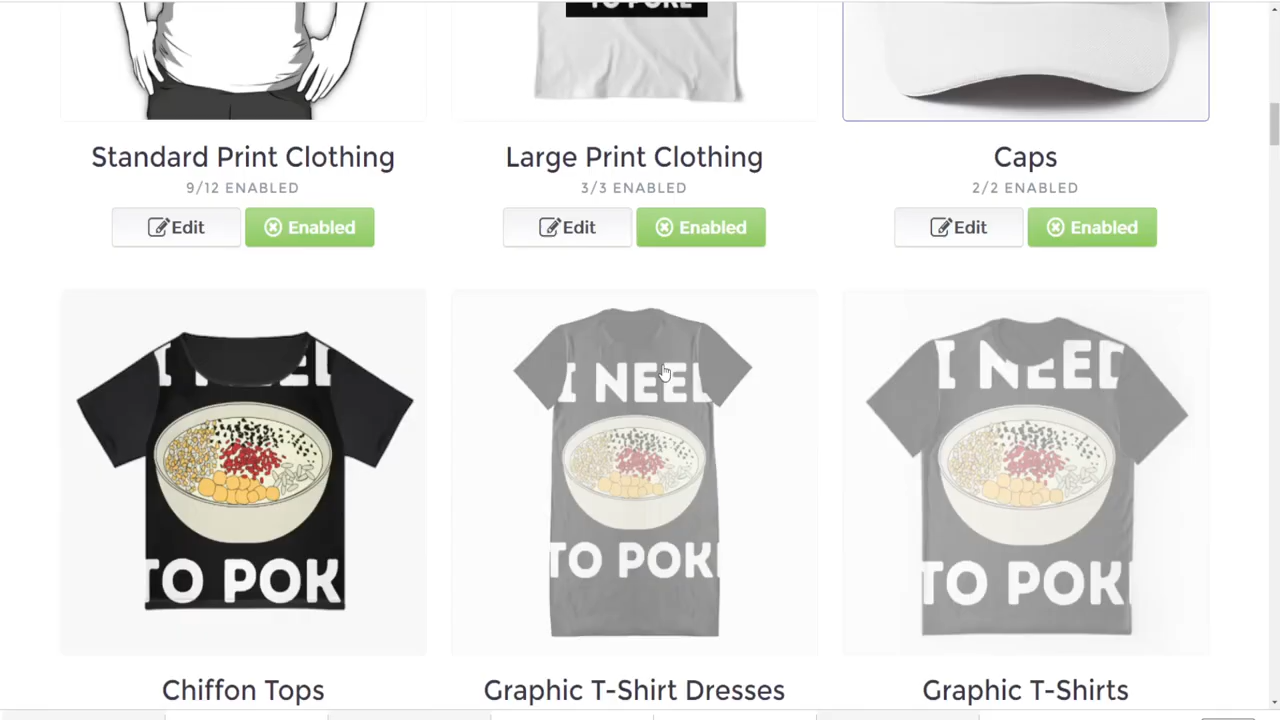 TO POKE
Standard Print Clothing
9/12 ENABLED
Edit
Enabled
Large Print Clothing
3/3 ENABLED
Edit
Enabled
Caps
2/2 ENABLED
Edit
Enabled
I NEED
TO POK
I NEED
TO POKE
I NEED
TO POK
Chiffon Tops
Graphic T-Shirt Dresses
Graphic T-Shirts